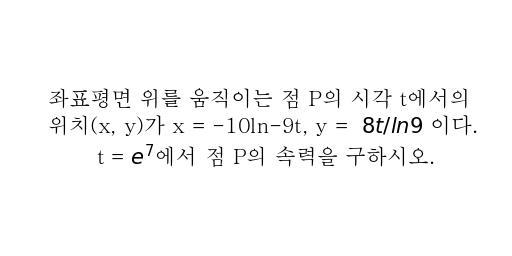 좌표평면 위를 움직이는 점 P의 시각 t에서의
위치(x, y)가 x = -10ln-9t, y = 8t/ln9 이다.
t = e⁷에서 점 P의 속력을 구하시오.